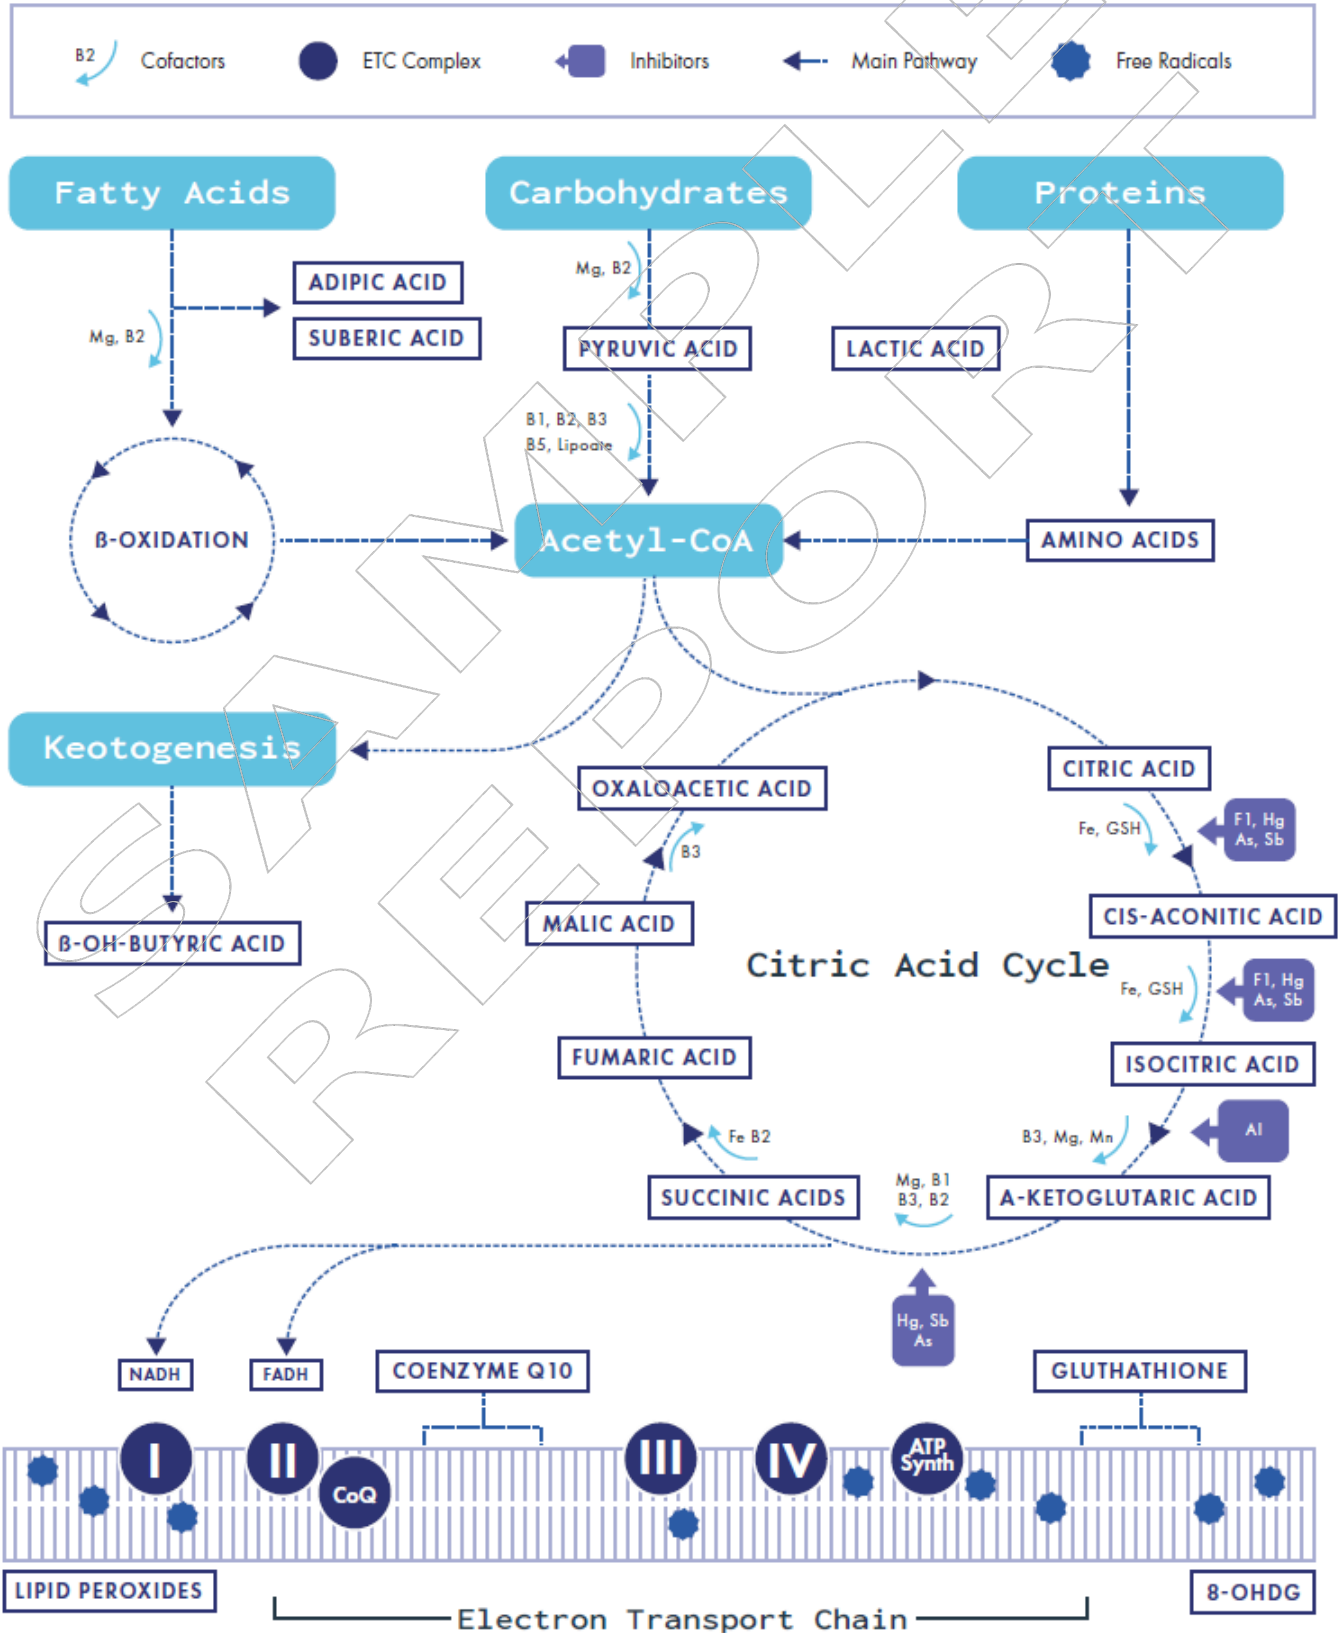 B2
Cofactors
ETC Complex
Inhibitors
Main Pathway
Free Radicals
Fatty Acids
Carbohydrates
Proteins
ADIPIC ACID
SUBERIC ACID
Mg, B2
Mg, B2
PYRUVIC ACID
LACTIC ACID
B1, B2, B3
B5, Lipoate
ß-OXIDATION
Acetyl-CoA
AMINO ACIDS
Keotogenesis
ß-OH-BUTYRIC ACID
OXALOACETIC ACID
CITRIC ACID
Fe, GSH
F1, Hg
As, Sb
B3
MALIC ACID
CIS-ACONITIC ACID
Citric Acid Cycle
Fe, GSH
F1, Hg
As, Sb
FUMARIC ACID
ISOCITRIC ACID
Fe B2
B3, Mg, Mn
Al
SUCCINIC ACIDS
Mg, B1
B3, B2
A-KETOGLUTARIC ACID
Hg, Sb
As
NADH
FADH
COENZYME Q10
GLUTHATHIONE
I
II
CoQ
III
IV
ATP
Synth
LIPID PEROXIDES
8-OHDG
Electron Transport Chain
SAMPLE
REPORT